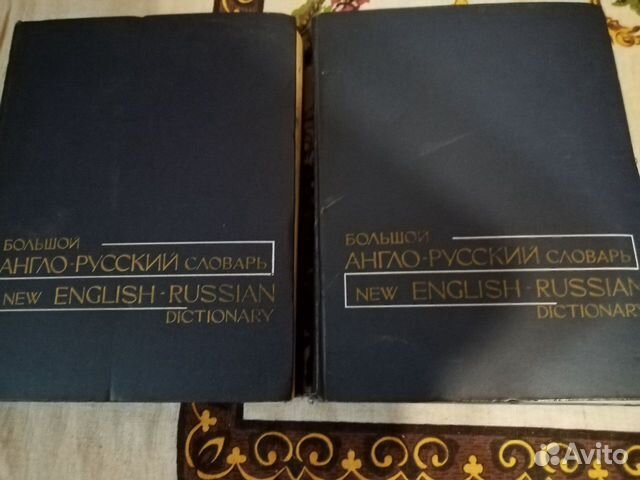 БОЛЬШОЙ
АНГЛО-РУССКИЙ СЛОВАРЬ
NEW ENGLISH-RUSSIAN
DICTIONARY
БОЛЬШОЙ
АНГЛО-РУССКИЙ СЛОВАРЬ
NEW ENGLISH-RUSSIAN
DICTIONARY
Avito